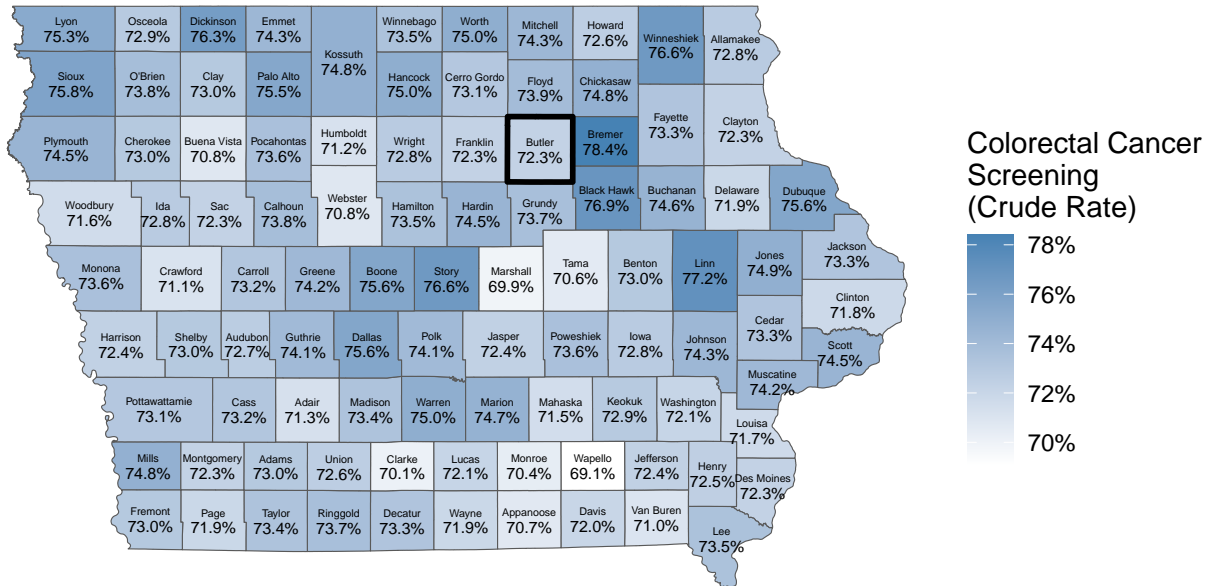 Lyon
75.3%
Osceola
72.9%
Dickinson
76.3%
Emmet
74.3%
Kossuth
74.8%
Winnebago
73.5%
Worth
75.0%
Mitchell
74.3%
Howard
72.6%
Winneshiek
76.6%
Allamakee
72.8%
Sioux
75.8%
O'Brien
73.8%
Clay
73.0%
Palo Alto
75.5%
Hancock
75.0%
Cerro Gordo
73.1%
Floyd
73.9%
Chickasaw
74.8%
Fayette
73.3%
Clayton
72.3%
Plymouth
74.5%
Cherokee
73.0%
Buena Vista
70.8%
Pocahontas
73.6%
Humboldt
71.2%
Wright
72.8%
Franklin
72.3%
Butler
72.3%
Bremer
78.4%
Woodbury
71.6%
Ida
72.8%
Sac
72.3%
Calhoun
73.8%
Webster
70.8%
Hamilton
73.5%
Hardin
74.5%
Grundy
73.7%
Black Hawk
76.9%
Buchanan
74.6%
Delaware
71.9%
Dubuque
75.6%
Monona
73.6%
Crawford
71.1%
Carroll
73.2%
Greene
74.2%
Boone
75.6%
Story
76.6%
Marshall
69.9%
Tama
70.6%
Benton
73.0%
Linn
77.2%
Jones
74.9%
Jackson
73.3%
Clinton
71.8%
Harrison
72.4%
Shelby
73.0%
Audubon
72.7%
Guthrie
74.1%
Dallas
75.6%
Polk
74.1%
Jasper
72.4%
Poweshiek
73.6%
Iowa
72.8%
Johnson
74.3%
Cedar
73.3%
Scott
74.5%
Muscatine
74.2%
Pottawattamie
73.1%
Cass
73.2%
Adair
71.3%
Madison
73.4%
Warren
75.0%
Marion
74.7%
Mahaska
71.5%
Keokuk
72.9%
Washington
72.1%
Louisa
71.7%
Mills
74.8%
Montgomery
72.3%
Adams
73.0%
Union
72.6%
Clarke
70.1%
Lucas
72.1%
Monroe
70.4%
Wapello
69.1%
Jefferson
72.4%
Henry
72.5%
Des Moines
72.3%
Fremont
73.0%
Page
71.9%
Taylor
73.4%
Ringgold
73.7%
Decatur
73.3%
Wayne
71.9%
Appanoose
70.7%
Davis
72.0%
Van Buren
71.0%
Lee
73.5%
Colorectal Cancer
Screening
(Crude Rate)
78%
76%
74%
72%
70%